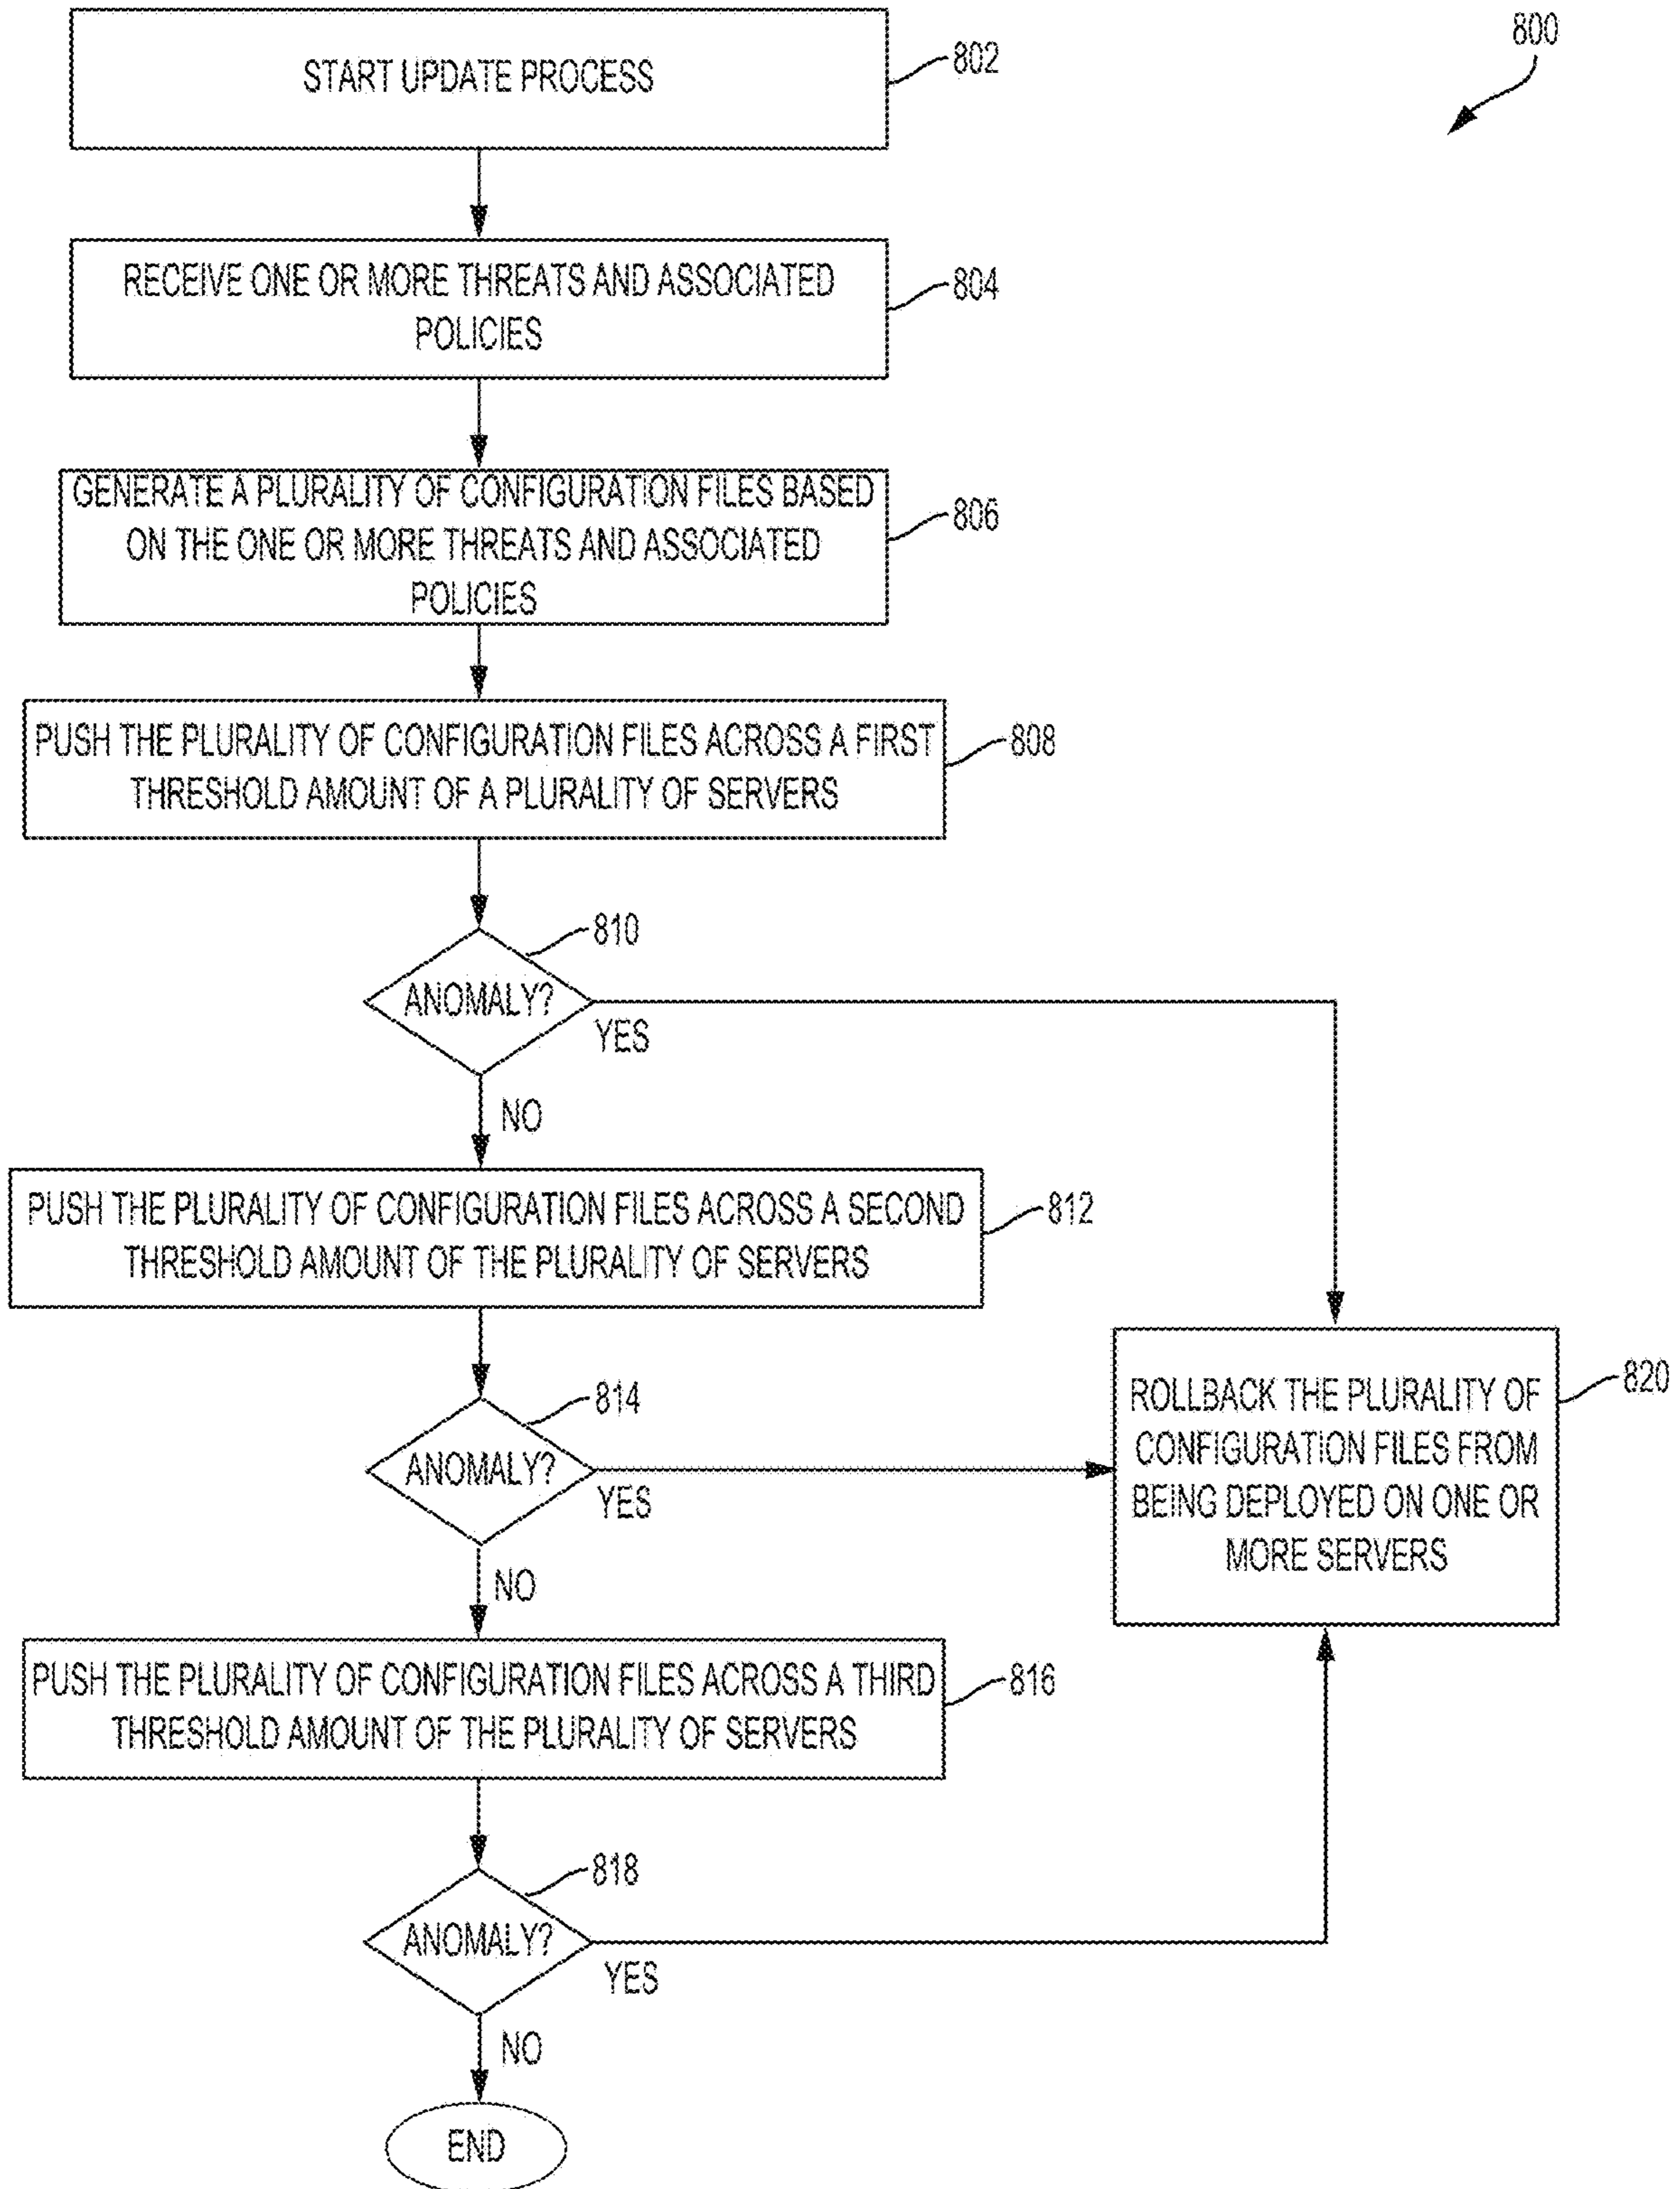 800
START UPDATE PROCESS
802
RECEIVE ONE OR MORE THREATS AND ASSOCIATED
POLICIES
804
GENERATE A PLURALITY OF CONFIGURATION FILES BASED
ON THE ONE OR MORE THREATS AND ASSOCIATED
POLICIES
806
PUSH THE PLURALITY OF CONFIGURATION FILES ACROSS A FIRST
THRESHOLD AMOUNT OF A PLURALITY OF SERVERS
808
810
ANOMALY?
YES
NO
PUSH THE PLURALITY OF CONFIGURATION FILES ACROSS A SECOND
THRESHOLD AMOUNT OF THE PLURALITY OF SERVERS
812
814
ANOMALY?
YES
NO
ROLLBACK THE PLURALITY OF
CONFIGURATION FILES FROM
BEING DEPLOYED ON ONE OR
MORE SERVERS
820
PUSH THE PLURALITY OF CONFIGURATION FILES ACROSS A THIRD
THRESHOLD AMOUNT OF THE PLURALITY OF SERVERS
816
818
ANOMALY?
YES
NO
END